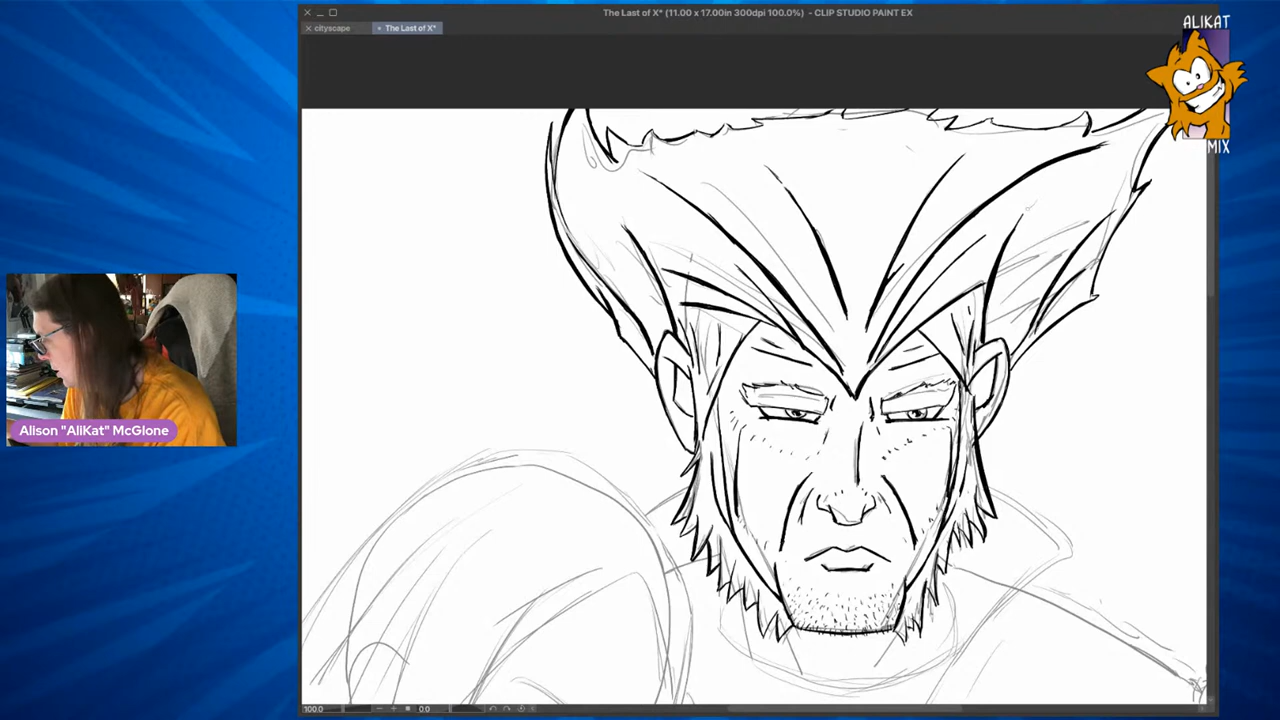 The Last of X* (11.00 x 17.00in 300dpi 100.0%) - CLIP STUDIO PAINT EX
cityscape
The Last of X*
ALIKAT
MIX
Alison "AliKat" McGlone
100.0
0.0